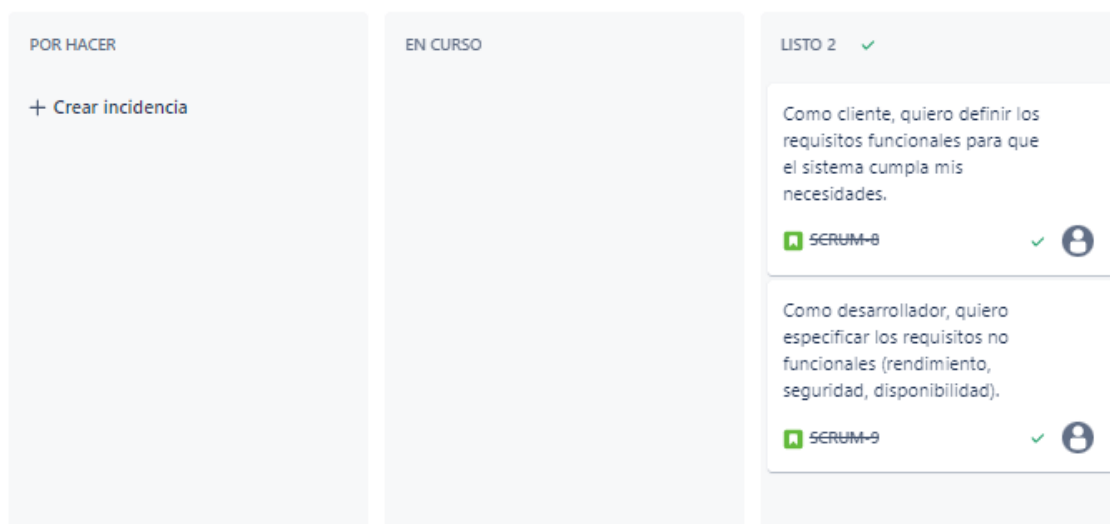 POR HACER
EN CURSO
LISTO 2
+ Crear incidencia
Como cliente, quiero definir los
requisitos funcionales para que
el sistema cumpla mis
necesidades.
SCRUM-8
Como desarrollador, quiero
especificar los requisitos no
funcionales (rendimiento,
seguridad, disponibilidad).
SCRUM-9